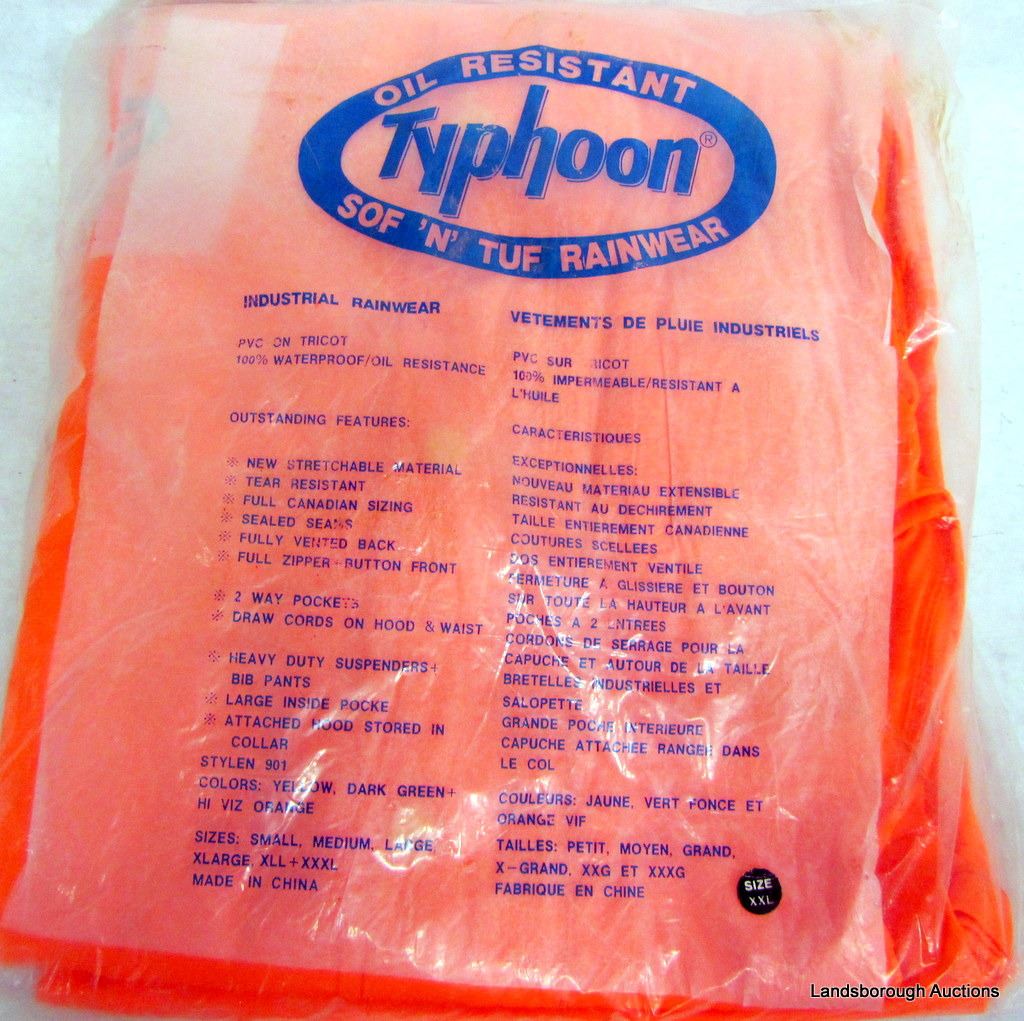 OIL RESISTANT
Typhoon®
SOF 'N' TUF RAINWEAR
INDUSTRIAL RAINWEAR
PVC ON TRICOT
100% WATERPROOF/OIL RESISTANCE
OUTSTANDING FEATURES:
※ NEW STRETCHABLE MATERIAL
※ TEAR RESISTANT
※ FULL CANADIAN SIZING
※ SEALED SEAMS
※ FULLY VENTED BACK
※ FULL ZIPPER+BUTTON FRONT
※ 2 WAY POCKETS
※ DRAW CORDS ON HOOD & WAIST
※ HEAVY DUTY SUSPENDERS+
BIB PANTS
※ LARGE INSIDE POCKE
※ ATTACHED HOOD STORED IN
COLLAR
STYLEN 901
COLORS: YELLOW, DARK GREEN+
HI VIZ ORANGE
SIZES: SMALL, MEDIUM, LARGE,
XLARGE, XLL+XXXL
MADE IN CHINA
VETEMENTS DE PLUIE INDUSTRIELS
PVC SUR RICOT
100% IMPERMEABLE/RESISTANT A
L'HUILE
CARACTERISTIQUES
EXCEPTIONNELLES:
NOUVEAU MATERIAU EXTENSIBLE
RESISTANT AU DECHIREMENT
TAILLE ENTIEREMENT CANADIENNE
COUTURES SCELLEES
DOS ENTIEREMENT VENTILE
FERMETURE A GLISSIERE ET BOUTON
SUR TOUTE LA HAUTEUR A L'AVANT
POCHES A 2 ENTREES
CORDONS DE SERRAGE POUR LA
CAPUCHE ET AUTOUR DE LA TAILLE
BRETELLES INDUSTRIELLES ET
SALOPETTE
GRANDE POCHE INTERIEURE
CAPUCHE ATTACHEE RANGEE DANS
LE COL
COULEURS: JAUNE, VERT FONCE ET
ORANGE VIF
TAILLES: PETIT, MOYEN, GRAND,
X-GRAND, XXG ET XXXG
FABRIQUE EN CHINE
SIZE
XXL
Landsborough Auctions